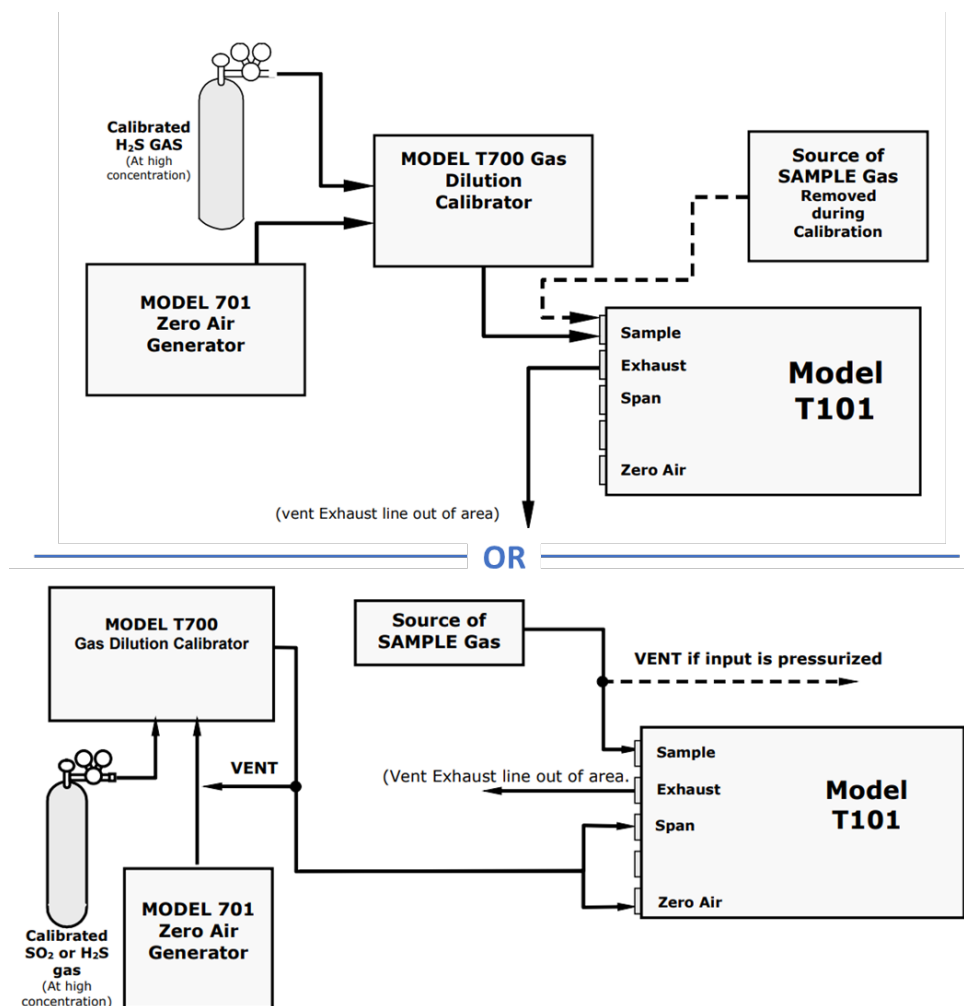 Calibrated
H₂S GAS
(At high
concentration)
MODEL T700 Gas
Dilution
Calibrator
Source of
SAMPLE Gas
Removed
during
Calibration
MODEL 701
Zero Air
Generator
Sample
Exhaust
Span
Zero Air
Model
T101
(vent Exhaust line out of area)
OR
MODEL T700
Gas Dilution Calibrator
Source of
SAMPLE Gas
VENT if input is pressurized
VENT
(Vent Exhaust line out of area.
Sample
Exhaust
Span
Zero Air
Model
T101
MODEL 701
Zero Air
Generator
Calibrated
SO₂ or H₂S
gas
(At high
concentration)